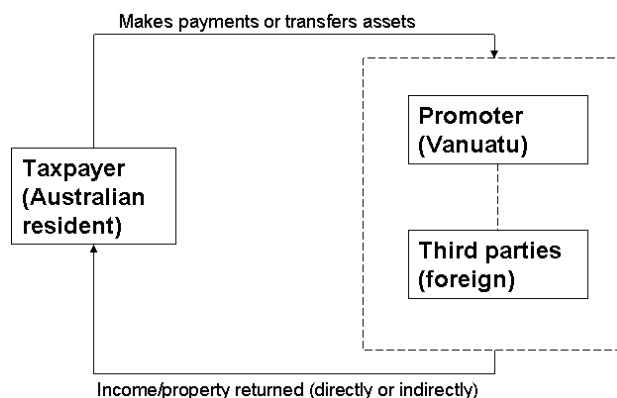 Makes payments or transfers assets
Promoter
(Vanuatu)
Taxpayer
(Australian
resident)
Third parties
(foreign)
Income/property returned (directly or indirectly)